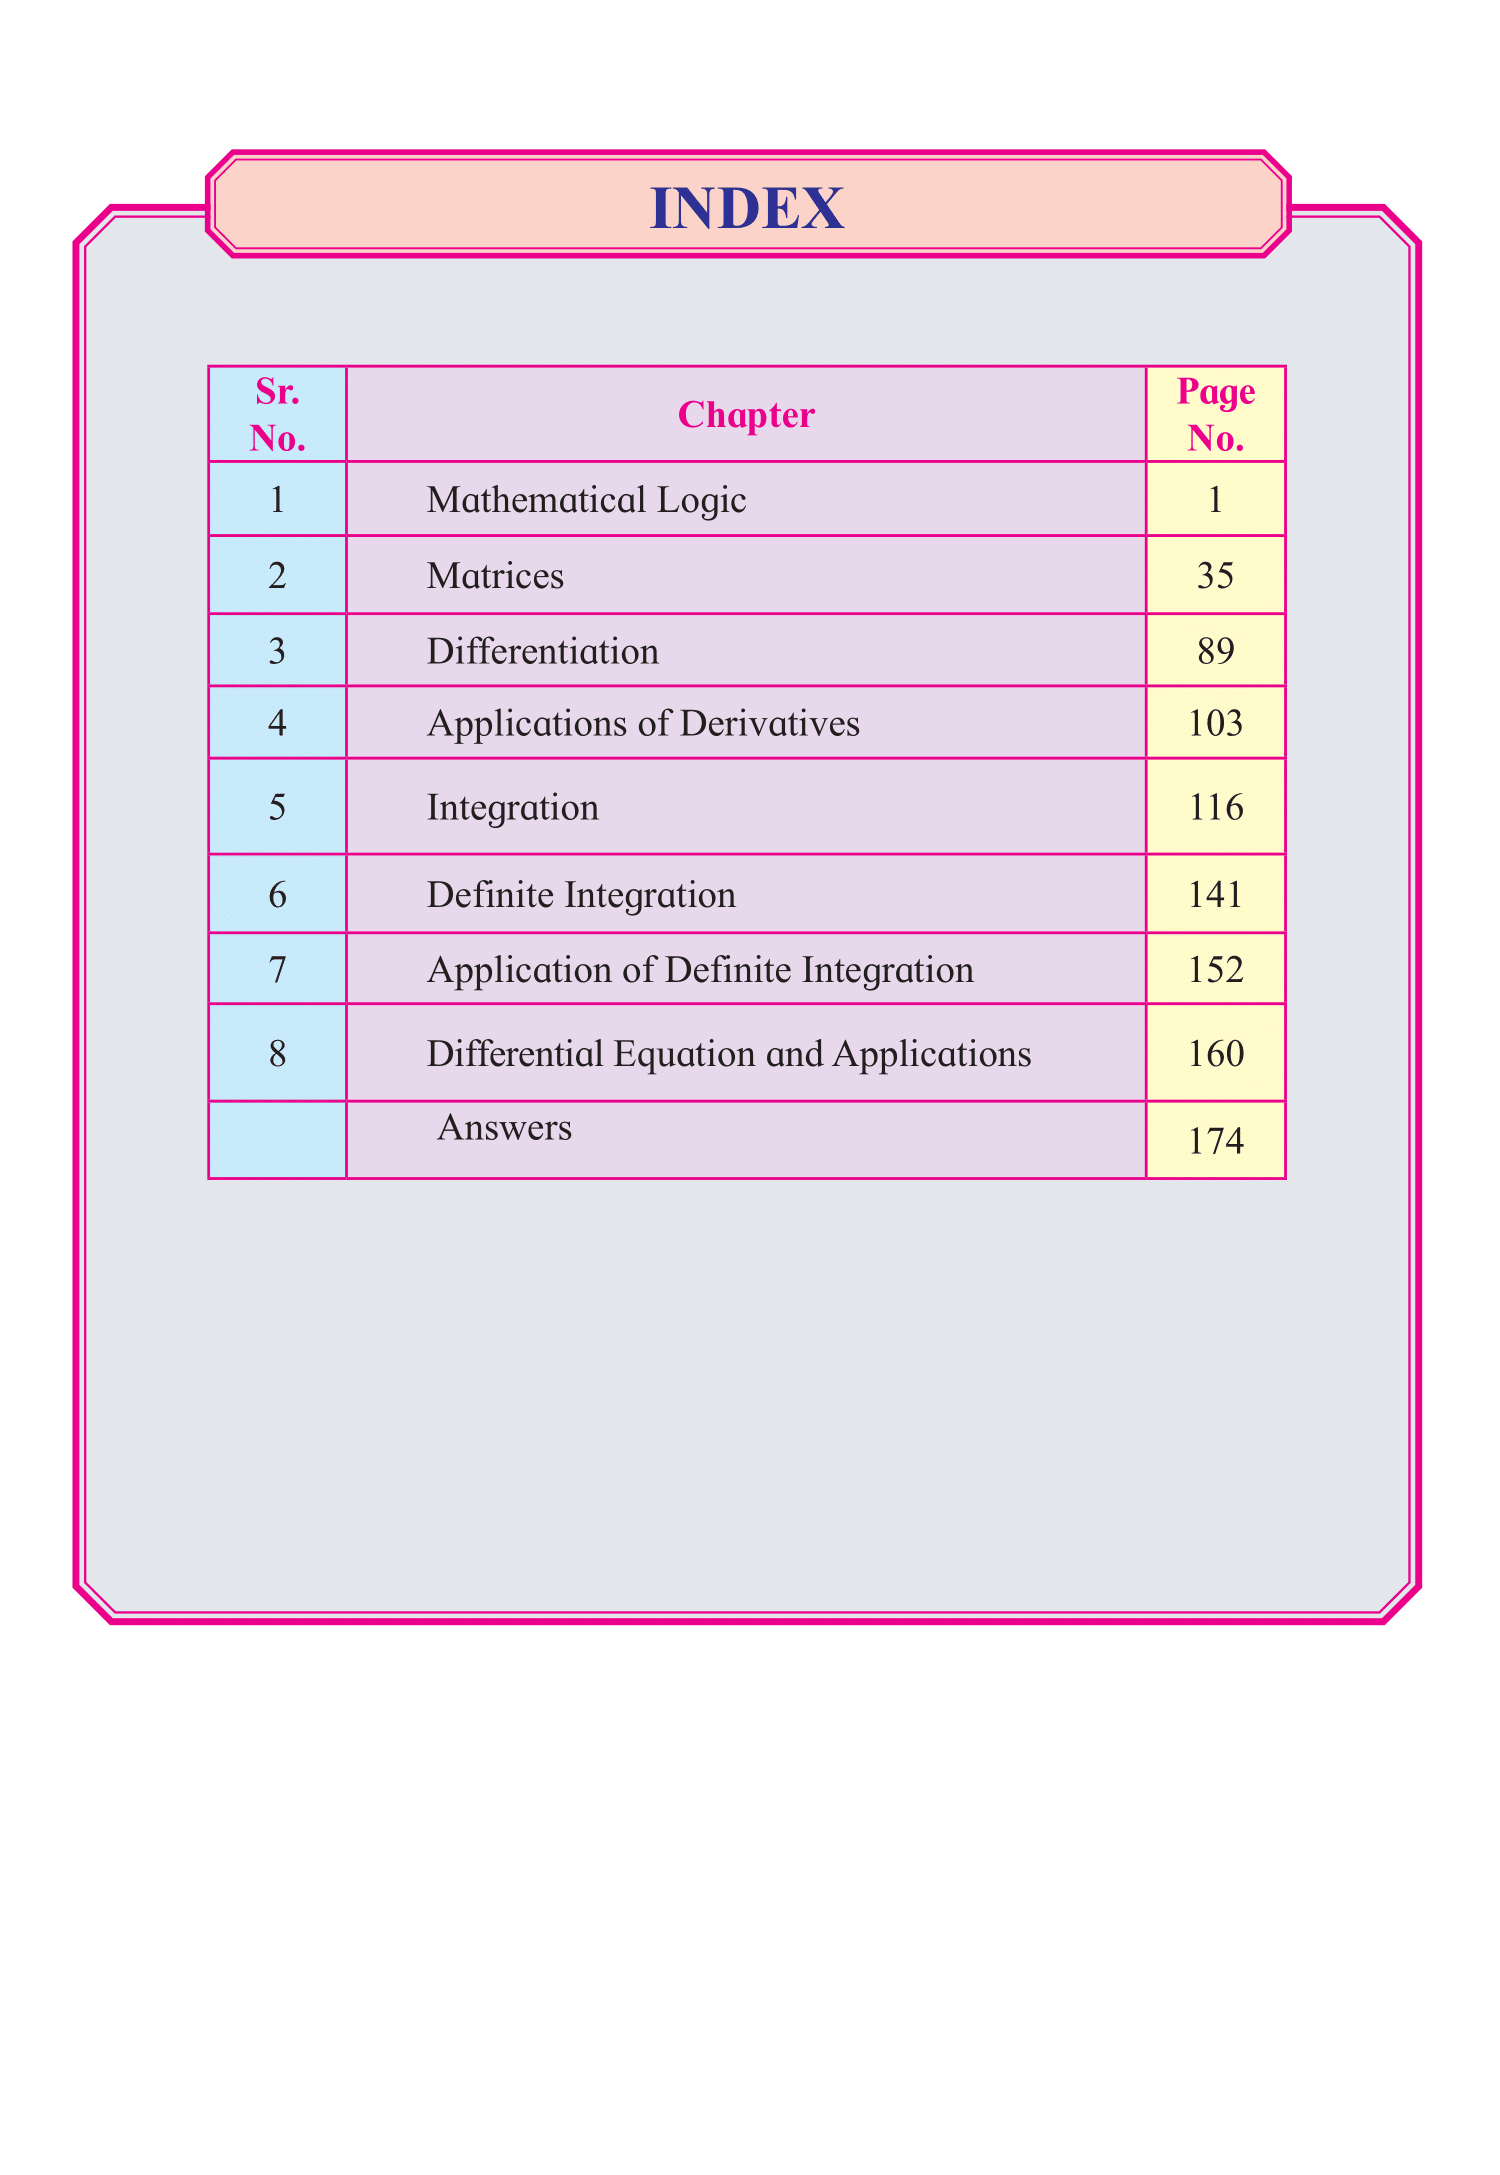 INDEX
Sr. No. Chapter Page No.
1 Mathematical Logic 1
2 Matrices 35
3 Differentiation 89
4 Applications of Derivatives 103
5 Integration 116
6 Definite Integration 141
7 Application of Definite Integration 152
8 Differential Equation and Applications 160
Answers 174